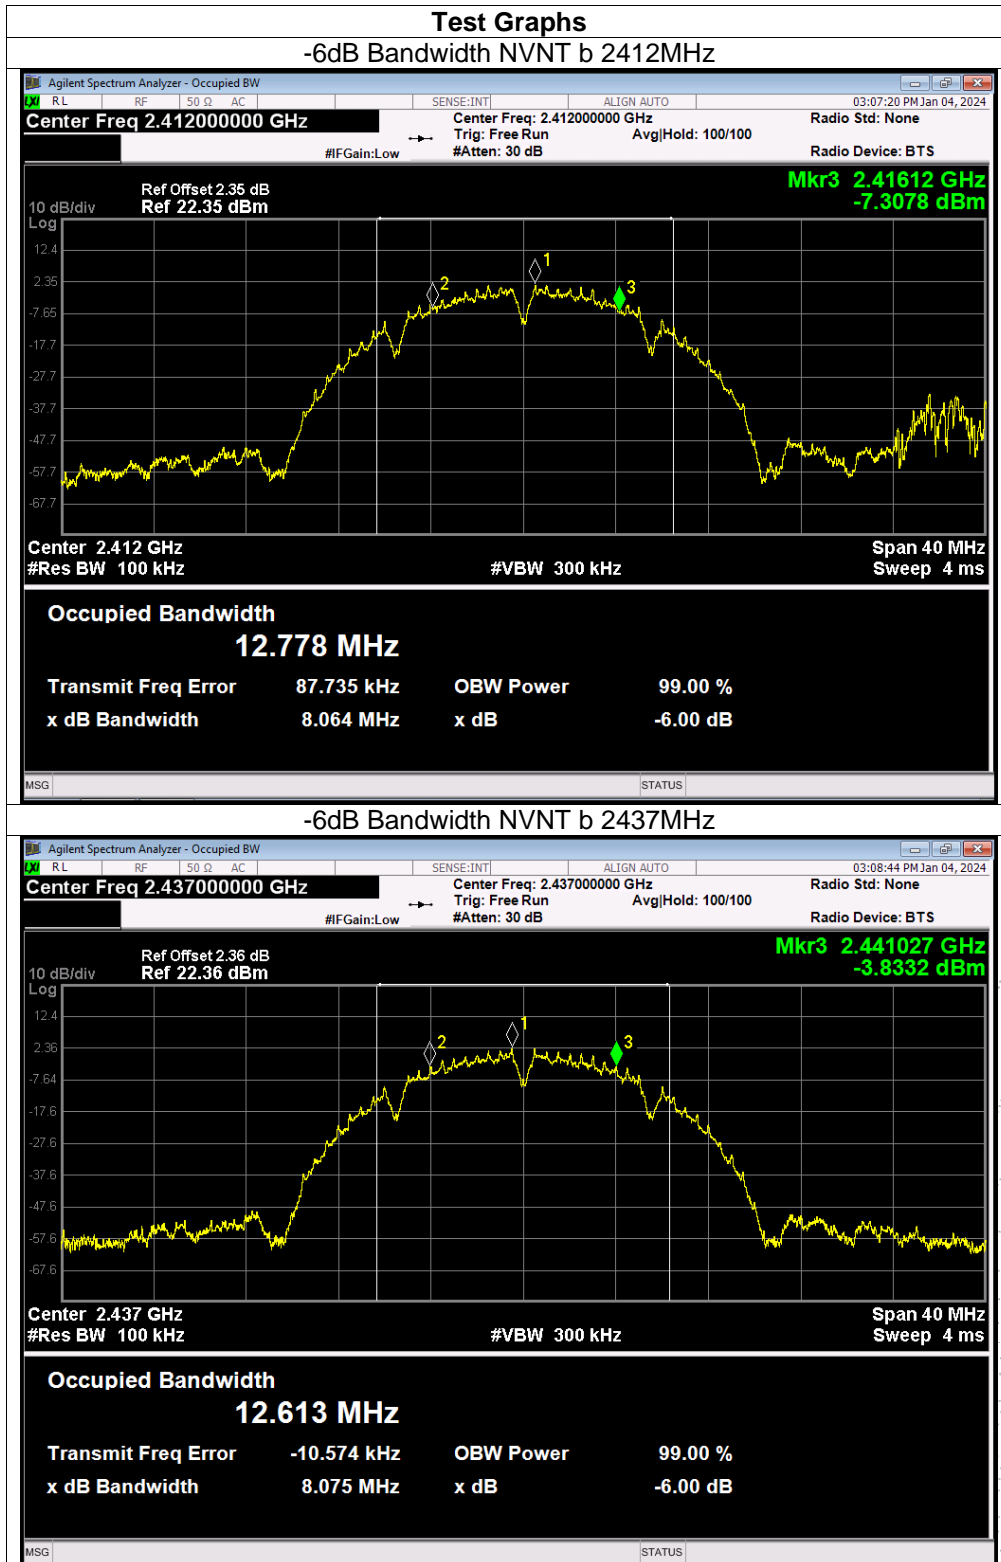 Test Graphs
-6dB Bandwidth NVNT b 2412MHz
Agilent Spectrum Analyzer - Occupied BW
LXI RL RF 50 Ω AC SENSE:INT ALIGN AUTO 03:07:20 PM Jan 04, 2024
Center Freq 2.412000000 GHz Center Freq: 2.412000000 GHz Radio Std: None
Trig: Free Run Avg|Hold: 100/100
#IFGain:Low #Atten: 30 dB Radio Device: BTS
Mkr3 2.41612 GHz
-7.3078 dBm
Ref Offset 2.35 dB
10 dB/div Ref 22.35 dBm
Log
12.4
2.35
-7.65
-17.7
-27.7
-37.7
-47.7
-57.7
-67.7
1
2
3
Center 2.412 GHz Span 40 MHz
#Res BW 100 kHz #VBW 300 kHz Sweep 4 ms
Occupied Bandwidth
12.778 MHz
Transmit Freq Error 87.735 kHz OBW Power 99.00 %
x dB Bandwidth 8.064 MHz x dB -6.00 dB
MSG STATUS
-6dB Bandwidth NVNT b 2437MHz
Agilent Spectrum Analyzer - Occupied BW
LXI RL RF 50 Ω AC SENSE:INT ALIGN AUTO 03:08:44 PM Jan 04, 2024
Center Freq 2.437000000 GHz Center Freq: 2.437000000 GHz Radio Std: None
Trig: Free Run Avg|Hold: 100/100
#IFGain:Low #Atten: 30 dB Radio Device: BTS
Mkr3 2.441027 GHz
-3.8332 dBm
Ref Offset 2.36 dB
10 dB/div Ref 22.36 dBm
Log
12.4
2.36
-7.64
-17.6
-27.6
-37.6
-47.6
-57.6
-67.6
1
2
3
Center 2.437 GHz Span 40 MHz
#Res BW 100 kHz #VBW 300 kHz Sweep 4 ms
Occupied Bandwidth
12.613 MHz
Transmit Freq Error -10.574 kHz OBW Power 99.00 %
x dB Bandwidth 8.075 MHz x dB -6.00 dB
MSG STATUS